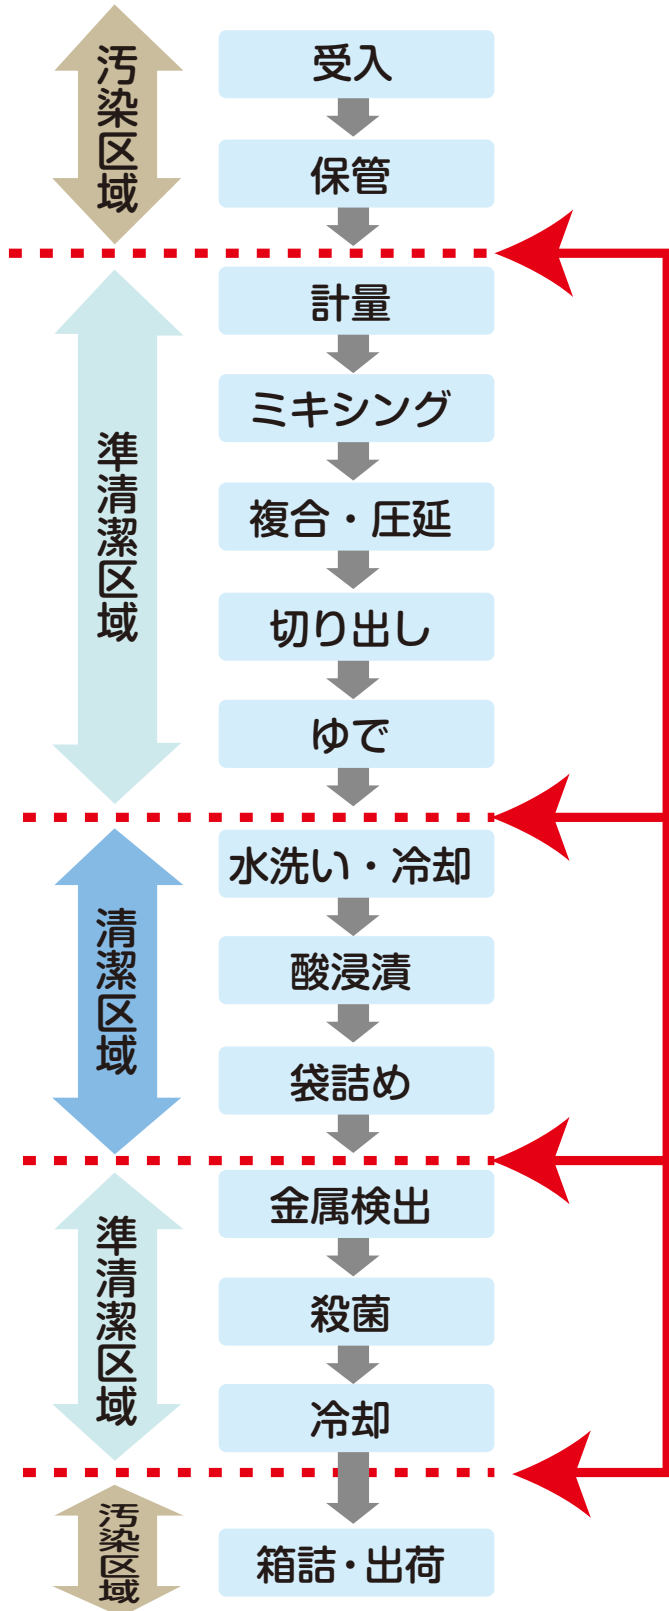 汚染区域
受入
保管
準清潔区域
計量
ミキシング
複合・圧延
切り出し
ゆで
清潔区域
水洗い・冷却
酸浸漬
袋詰め
準清潔区域
金属検出
殺菌
冷却
汚染区域
箱詰・出荷